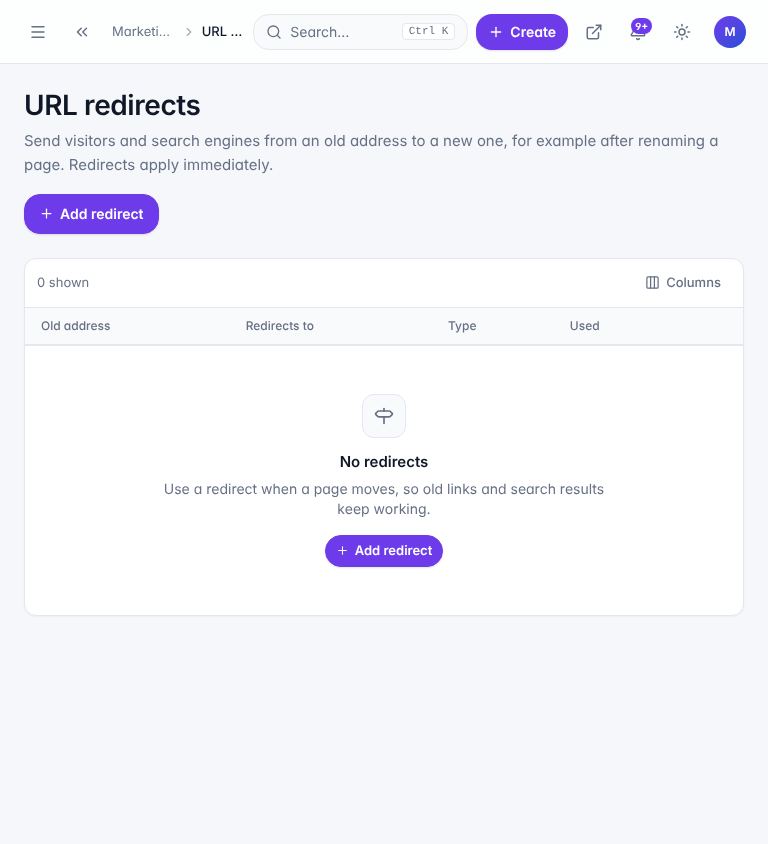 Marketi...
URL ...
Search...
Ctrl K
Create
9+
M
URL redirects
Send visitors and search engines from an old address to a new one, for example after renaming a
page. Redirects apply immediately.
Add redirect
0 shown
Columns
Old address
Redirects to
Type
Used
No redirects
Use a redirect when a page moves, so old links and search results
keep working.
Add redirect